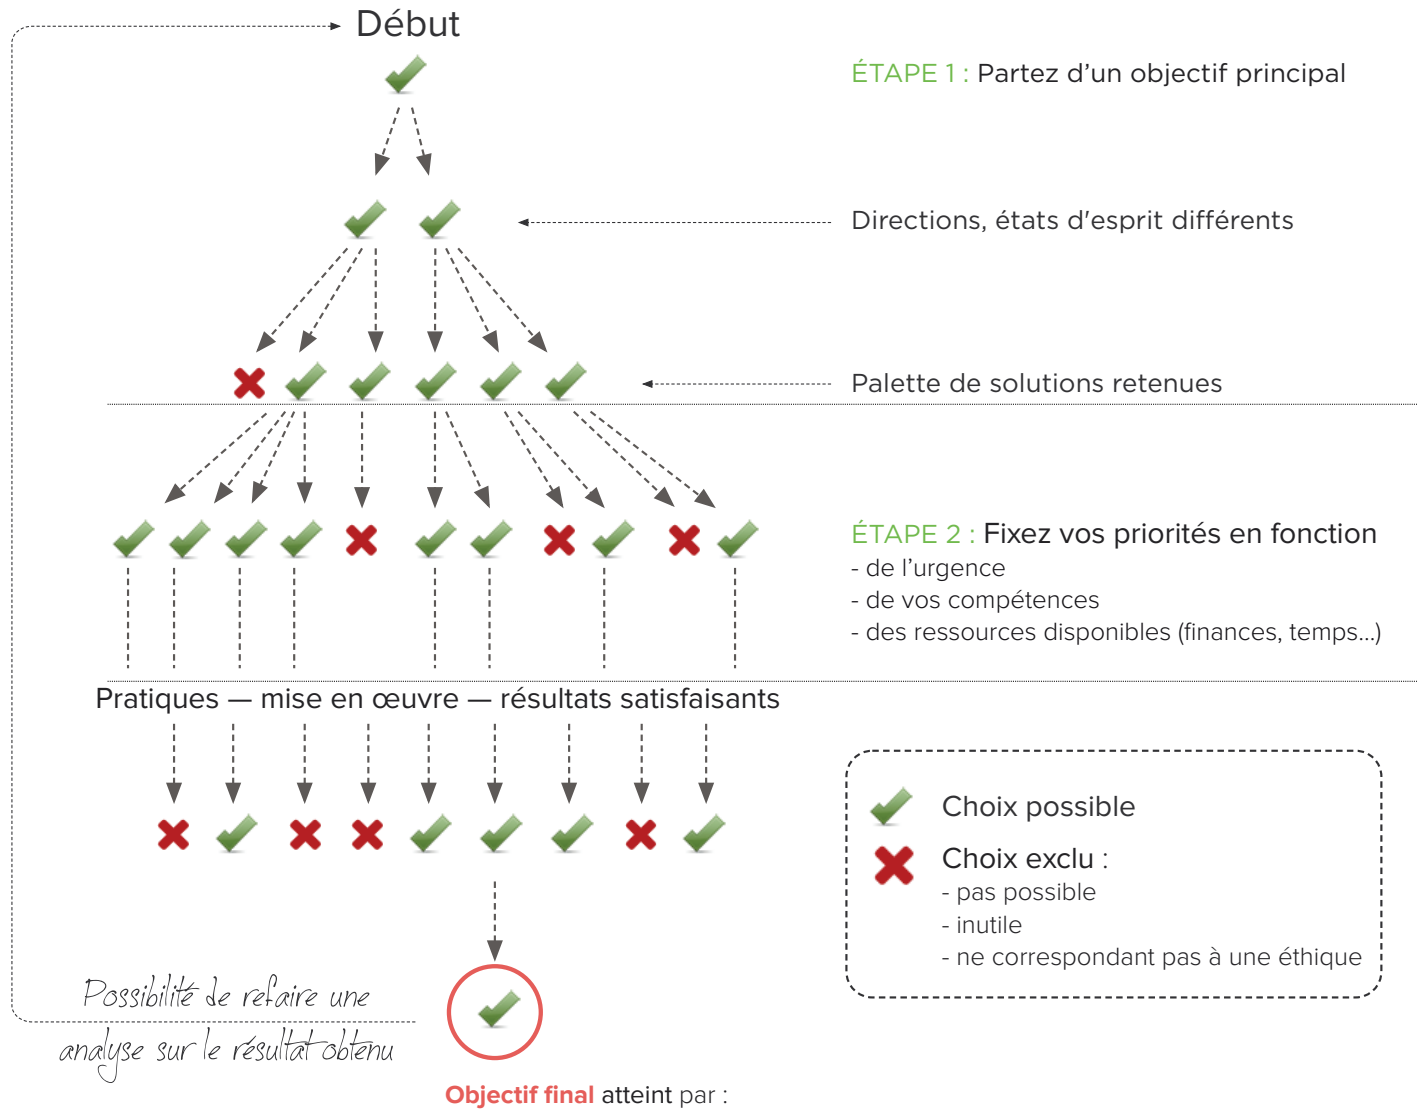 Début
ÉTAPE 1 : Partez d'un objectif principal
Directions, états d'esprit différents
Palette de solutions retenues
ÉTAPE 2 : Fixez vos priorités en fonction
- de l'urgence
- de vos compétences
- des ressources disponibles (finances, temps...)
Pratiques — mise en œuvre — résultats satisfaisants
Choix possible
Choix exclu :
- pas possible
- inutile
- ne correspondant pas à une éthique
Possibilité de refaire une
analyse sur le résultat obtenu
Objectif final atteint par :